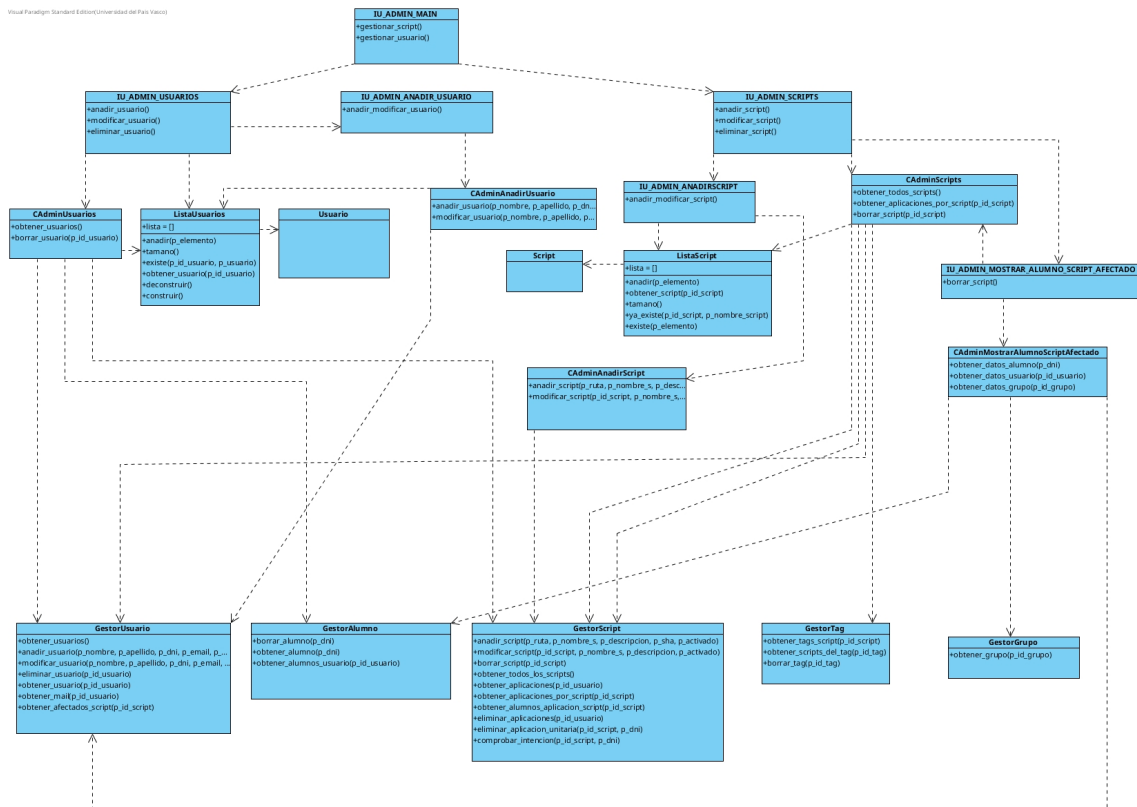 Visual Paradigm Standard Edition(Universidad del País Vasco)
IU_ADMIN_MAIN
+gestionar_script()
+gestionar_usuario()
IU_ADMIN_USUARIOS
+anadir_usuario()
+modificar_usuario()
+eliminar_usuario()
IU_ADMIN_ANADIR_USUARIO
+anadir_modificar_usuario()
IU_ADMIN_SCRIPTS
+anadir_script()
+modificar_script()
+eliminar_script()
CAdminUsuarios
+obtener_usuarios()
+borrar_usuario(p_id_usuario)
ListaUsuarios
+lista = []
+anadir(p_elemento)
+tamano()
+existe(p_id_usuario, p_usuario)
+obtener_usuario(p_id_usuario)
+deconstruir()
+construir()
Usuario
CAdminAnadirUsuario
+anadir_usuario(p_nombre, p_apellido, p_dn...
+modificar_usuario(p_nombre, p_apellido, p...
IU_ADMIN_ANADIRSCRIPT
+anadir_modificar_script()
CAdminScripts
+obtener_todos_scripts()
+obtener_aplicaciones_por_script(p_id_script)
+borrar_script(p_id_script)
Script
ListaScript
+lista = []
+anadir(p_elemento)
+obtener_script(p_id_script)
+tamano()
+ya_existe(p_id_script, p_nombre_script)
+existe(p_elemento)
IU_ADMIN_MOSTRAR_ALUMNO_SCRIPT_AFECTADO
+borrar_script()
CAdminAnadirScript
+anadir_script(p_ruta, p_nombre_s, p_desc...
+modificar_script(p_id_script, p_nombre_s,...
CAdminMostrarAlumnoScriptAfectado
+obtener_datos_alumno(p_dni)
+obtener_datos_usuario(p_id_usuario)
+obtener_datos_grupo(p_id_grupo)
GestorUsuario
+obtener_usuarios()
+anadir_usuario(p_nombre, p_apellido, p_dni, p_email, p_...
+modificar_usuario(p_nombre, p_apellido, p_dni, p_email, ...
+eliminar_usuario(p_id_usuario)
+obtener_usuario(p_id_usuario)
+obtener_mail(p_id_usuario)
+obtener_afectados_script(p_id_script)
GestorAlumno
+borrar_alumno(p_dni)
+obtener_alumno(p_dni)
+obtener_alumnos_usuario(p_id_usuario)
GestorScript
+anadir_script(p_ruta, p_nombre_s, p_descripcion, p_sha, p_activado)
+modificar_script(p_id_script, p_nombre_s, p_descripcion, p_activado)
+borrar_script(p_id_script)
+obtener_todos_los_scripts()
+obtener_aplicaciones(p_id_usuario)
+obtener_aplicaciones_por_script(p_id_script)
+obtener_alumnos_aplicacion_script(p_id_script)
+eliminar_aplicaciones(p_id_usuario)
+eliminar_aplicacion_unitaria(p_id_script, p_dni)
+comprobar_intencion(p_id_script, p_dni)
GestorTag
+obtener_tags_script(p_id_script)
+obtener_scripts_del_tag(p_id_tag)
+borrar_tag(p_id_tag)
GestorGrupo
+obtener_grupo(p_id_grupo)